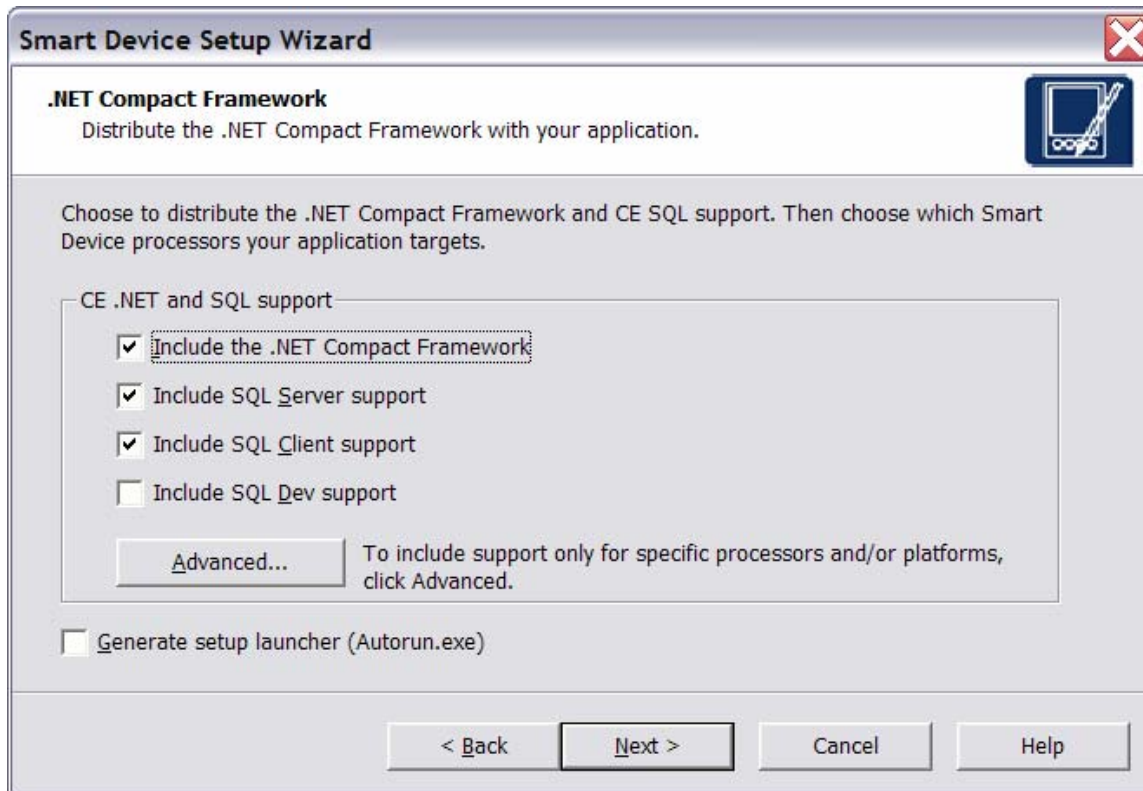 Smart Device Setup Wizard
.NET Compact Framework
Distribute the .NET Compact Framework with your application.
Choose to distribute the .NET Compact Framework and CE SQL support. Then choose which Smart
Device processors your application targets.
CE .NET and SQL support
Include the .NET Compact Framework
Include SQL Server support
Include SQL Client support
Include SQL Dev support
Advanced...
To include support only for specific processors and/or platforms,
click Advanced.
Generate setup launcher (Autorun.exe)
< Back
Next >
Cancel
Help